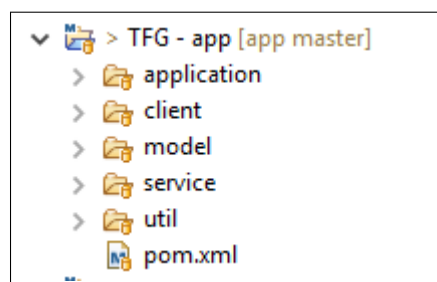 > TFG - app [app master]
application
client
model
service
util
pom.xml